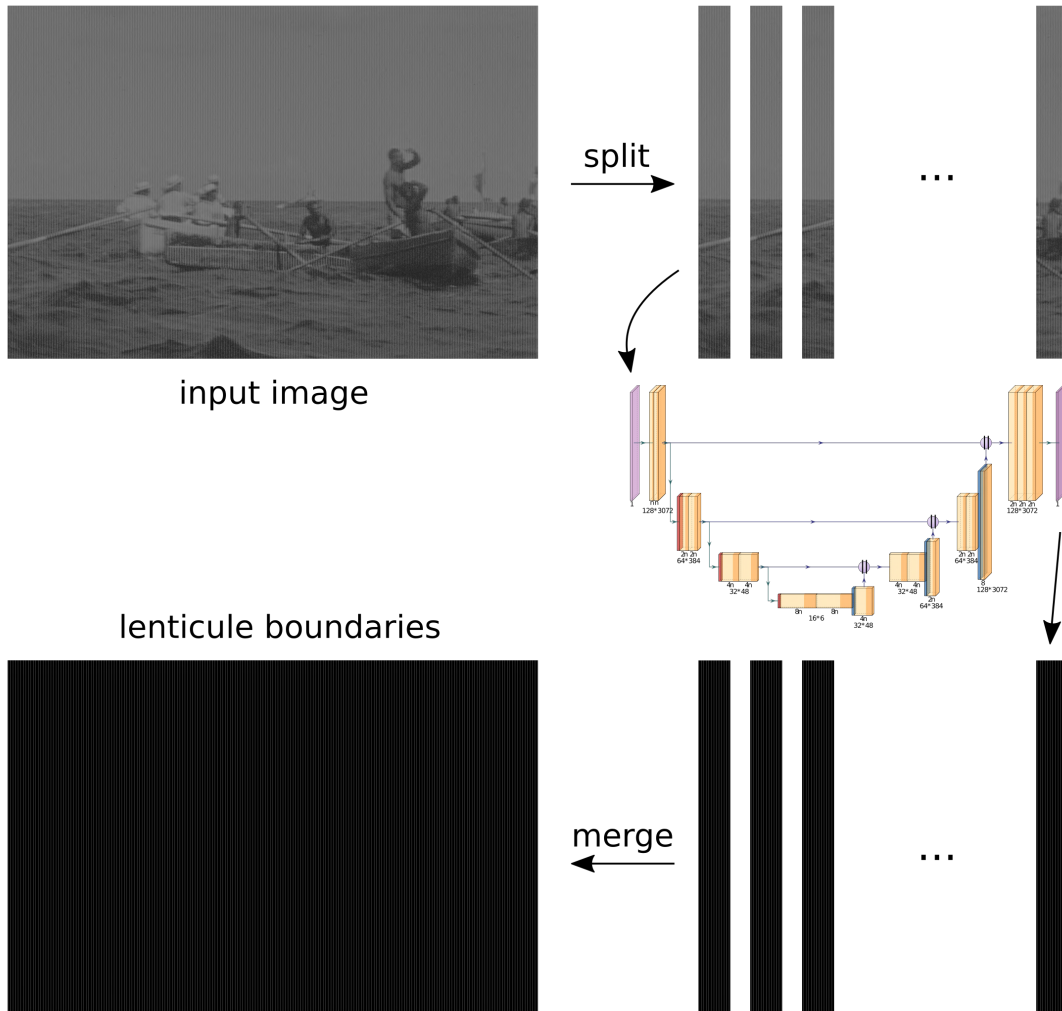 split
...
input image
1
nn
128*3072
2n 2n
64*384
4n 4n
32*48
8n 8n
16*6
4n
32*48
4n 4n
32*48
2n
64*384
2n 2n
64*384
8
128*3072
2n 2n 2n
128*3072
1
lenticule boundaries
merge
...